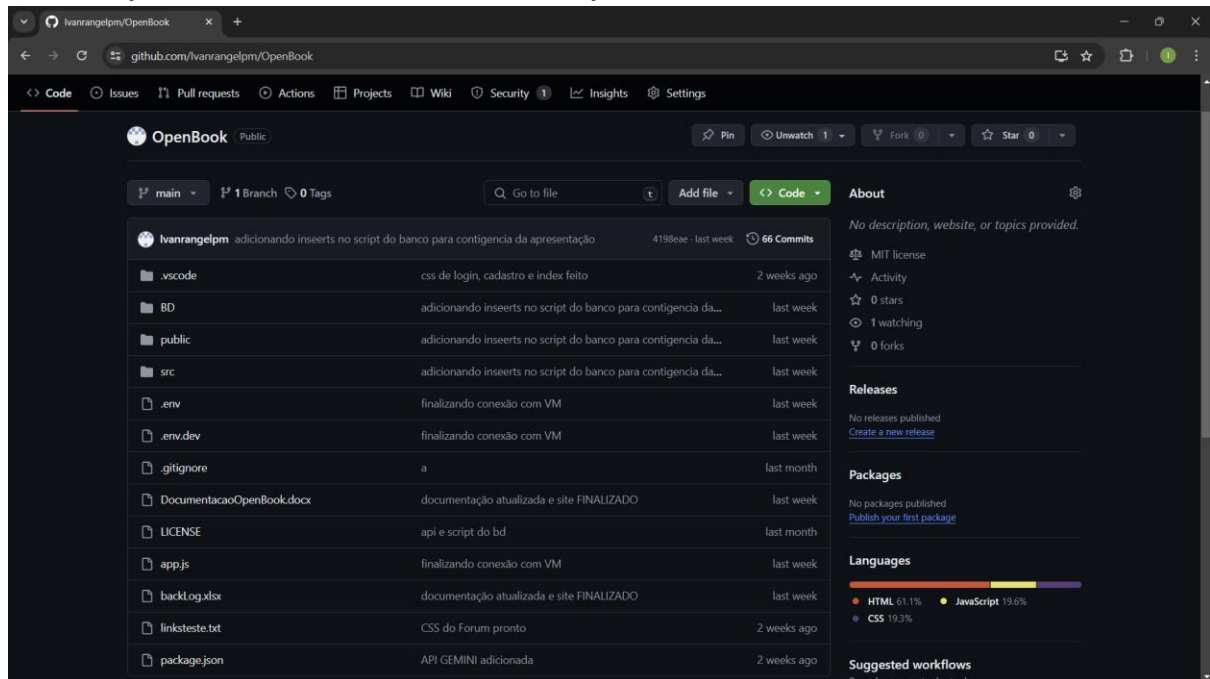 Ivanrangelpm/OpenBook
github.com/Ivanrangelpm/OpenBook
I
Code Issues Pull requests Actions Projects Wiki Security 1 Insights Settings
OpenBook Public Pin Unwatch 1 Fork 0 Star 0
main 1 Branch 0 Tags Go to file t Add file Code
Ivanrangelpm adicionando inseerts no script do banco para contigencia da apresentação 4198eae · last week 66 Commits
.vscode css de login, cadastro e index feito 2 weeks ago
BD adicionando inseerts no script do banco para contigencia da... last week
public adicionando inseerts no script do banco para contigencia da... last week
src adicionando inseerts no script do banco para contigencia da... last week
.env finalizando conexão com VM last week
.env.dev finalizando conexão com VM last week
.gitignore a last month
DocumentacaoOpenBook.docx documentação atualizada e site FINALIZADO last week
LICENSE api e script do bd last month
app.js finalizando conexão com VM last week
backLog.xlsx documentação atualizada e site FINALIZADO last week
linksteste.txt CSS do Forum pronto 2 weeks ago
package.json API GEMINI adicionada 2 weeks ago
About
No description, website, or topics provided.
MIT license
Activity
0 stars
1 watching
0 forks
Releases
No releases published
Create a new release
Packages
No packages published
Publish your first package
Languages
HTML 61.1% JavaScript 19.6%
CSS 19.3%
Suggested workflows